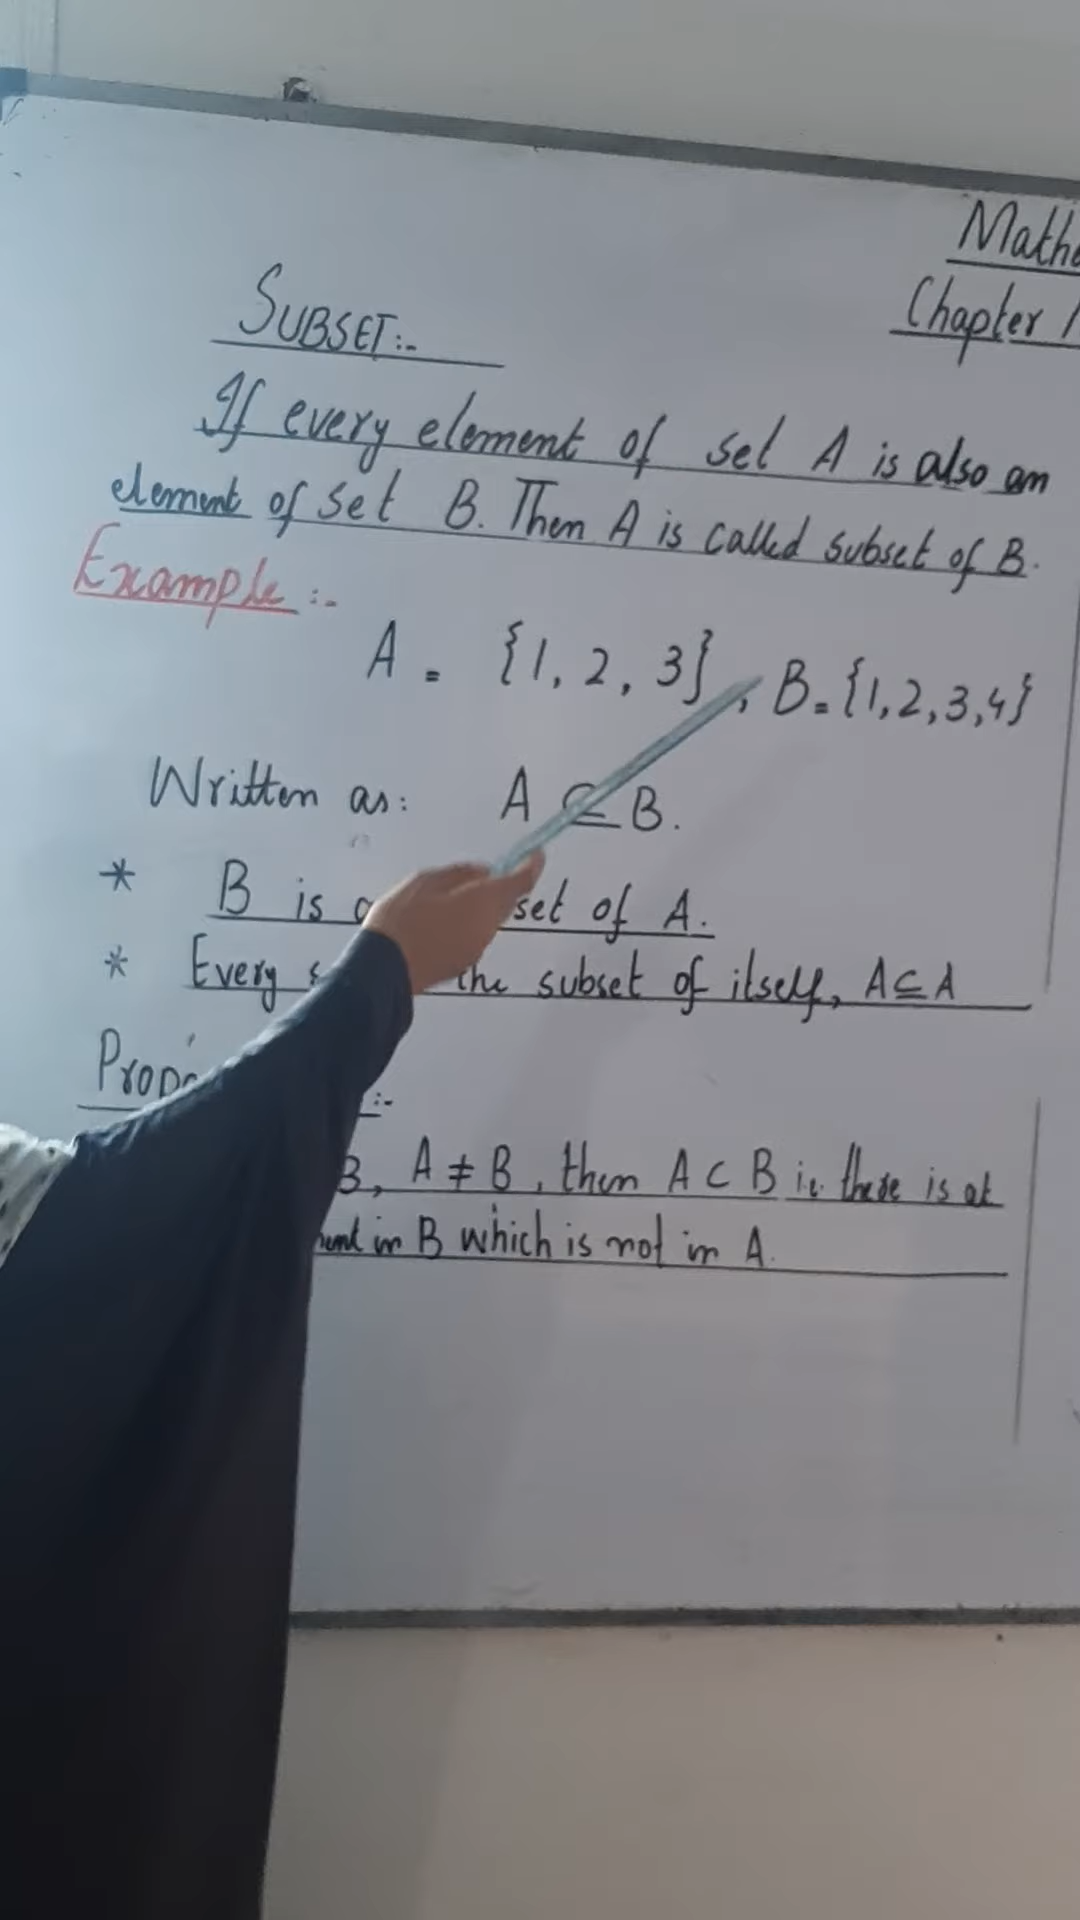 Mathe
Chapter 1
SUBSET:-
If every element of set A is also an
element of set B. Then A is called subset of B.
Example :-
A = {1, 2, 3}, B = {1,2,3,4}
Written as: A ⊆ B.
* B is set of A.
* Every the subset of itself, A⊆A
:-
B, A ≠ B, then A ⊂ B i.e. there is at
in B which is not in A.